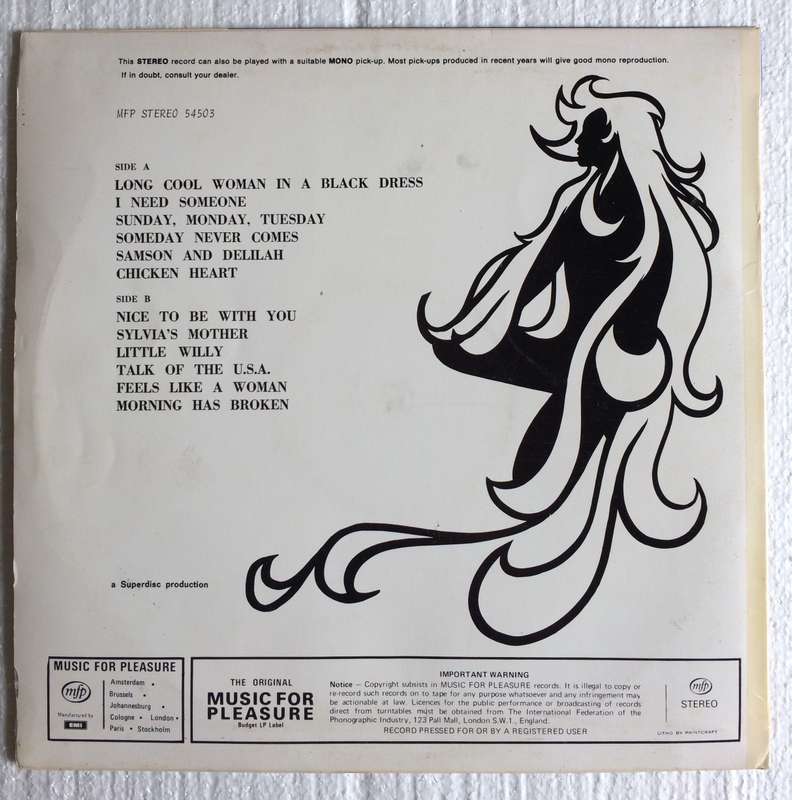 This STEREO record can also be played with a suitable MONO pick-up. Most pick-ups produced in recent years will give good mono reproduction.
If in doubt, consult your dealer.
MFP STEREO 54503
SIDE A
LONG COOL WOMAN IN A BLACK DRESS
I NEED SOMEONE
SUNDAY, MONDAY, TUESDAY
SOMEDAY NEVER COMES
SAMSON AND DELILAH
CHICKEN HEART
SIDE B
NICE TO BE WITH YOU
SYLVIA'S MOTHER
LITTLE WILLY
TALK OF THE U.S.A.
FEELS LIKE A WOMAN
MORNING HAS BROKEN
a Superdisc production
MUSIC FOR PLEASURE
mfp
Manufactured by
EMI
Amsterdam •
Brussels •
Johannesburg •
Cologne • London •
Paris • Stockholm
THE ORIGINAL
MUSIC FOR
PLEASURE
Budget LP Label
IMPORTANT WARNING
Notice – Copyright subsists in MUSIC FOR PLEASURE records. It is illegal to copy or
re-record such records on to tape for any purpose whatsoever and any infringement may
be actionable at law. Licences for the public performance or broadcasting of records
direct from turntables must be obtained from The International Federation of the
Phonographic Industry, 123 Pall Mall, London S.W.1., England.
RECORD PRESSED FOR OR BY A REGISTERED USER
mfp
STEREO
LITHO BY PRINTCRAFT